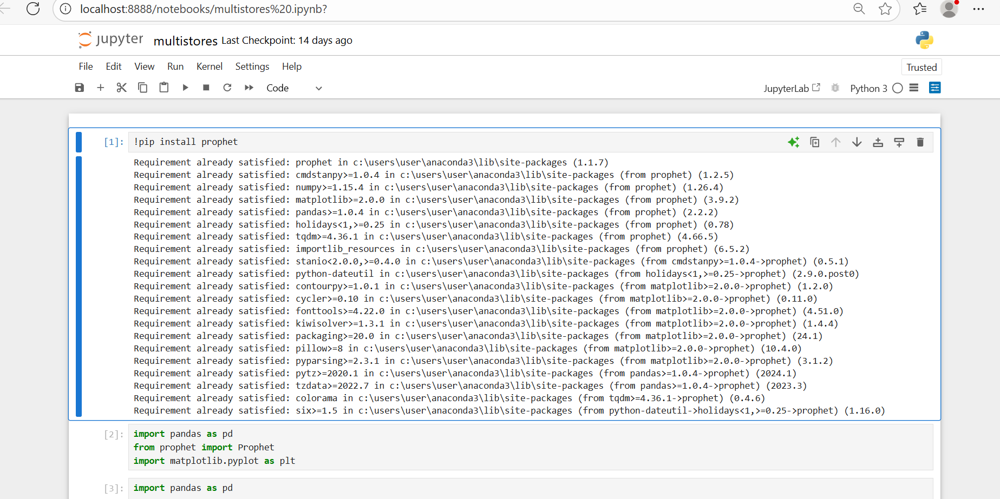 localhost:8888/notebooks/multistores%20.ipynb?
jupyter multistores Last Checkpoint: 14 days ago
File Edit View Run Kernel Settings Help
Trusted
Code
JupyterLab Python 3
[1]: !pip install prophet
Requirement already satisfied: prophet in c:\users\user\anaconda3\lib\site-packages (1.1.7)
Requirement already satisfied: cmdstanpy>=1.0.4 in c:\users\user\anaconda3\lib\site-packages (from prophet) (1.2.5)
Requirement already satisfied: numpy>=1.15.4 in c:\users\user\anaconda3\lib\site-packages (from prophet) (1.26.4)
Requirement already satisfied: matplotlib>=2.0.0 in c:\users\user\anaconda3\lib\site-packages (from prophet) (3.9.2)
Requirement already satisfied: pandas>=1.0.4 in c:\users\user\anaconda3\lib\site-packages (from prophet) (2.2.2)
Requirement already satisfied: holidays<1,>=0.25 in c:\users\user\anaconda3\lib\site-packages (from prophet) (0.78)
Requirement already satisfied: tqdm>=4.36.1 in c:\users\user\anaconda3\lib\site-packages (from prophet) (4.66.5)
Requirement already satisfied: importlib_resources in c:\users\user\anaconda3\lib\site-packages (from prophet) (6.5.2)
Requirement already satisfied: stanio<2.0.0,>=0.4.0 in c:\users\user\anaconda3\lib\site-packages (from cmdstanpy>=1.0.4->prophet) (0.5.1)
Requirement already satisfied: python-dateutil in c:\users\user\anaconda3\lib\site-packages (from holidays<1,>=0.25->prophet) (2.9.0.post0)
Requirement already satisfied: contourpy>=1.0.1 in c:\users\user\anaconda3\lib\site-packages (from matplotlib>=2.0.0->prophet) (1.2.0)
Requirement already satisfied: cycler>=0.10 in c:\users\user\anaconda3\lib\site-packages (from matplotlib>=2.0.0->prophet) (0.11.0)
Requirement already satisfied: fonttools>=4.22.0 in c:\users\user\anaconda3\lib\site-packages (from matplotlib>=2.0.0->prophet) (4.51.0)
Requirement already satisfied: kiwisolver>=1.3.1 in c:\users\user\anaconda3\lib\site-packages (from matplotlib>=2.0.0->prophet) (1.4.4)
Requirement already satisfied: packaging>=20.0 in c:\users\user\anaconda3\lib\site-packages (from matplotlib>=2.0.0->prophet) (24.1)
Requirement already satisfied: pillow>=8 in c:\users\user\anaconda3\lib\site-packages (from matplotlib>=2.0.0->prophet) (10.4.0)
Requirement already satisfied: pyparsing>=2.3.1 in c:\users\user\anaconda3\lib\site-packages (from matplotlib>=2.0.0->prophet) (3.1.2)
Requirement already satisfied: pytz>=2020.1 in c:\users\user\anaconda3\lib\site-packages (from pandas>=1.0.4->prophet) (2024.1)
Requirement already satisfied: tzdata>=2022.7 in c:\users\user\anaconda3\lib\site-packages (from pandas>=1.0.4->prophet) (2023.3)
Requirement already satisfied: colorama in c:\users\user\anaconda3\lib\site-packages (from tqdm>=4.36.1->prophet) (0.4.6)
Requirement already satisfied: six>=1.5 in c:\users\user\anaconda3\lib\site-packages (from python-dateutil->holidays<1,>=0.25->prophet) (1.16.0)
[2]: import pandas as pd
from prophet import Prophet
import matplotlib.pyplot as plt
[3]: import pandas as pd